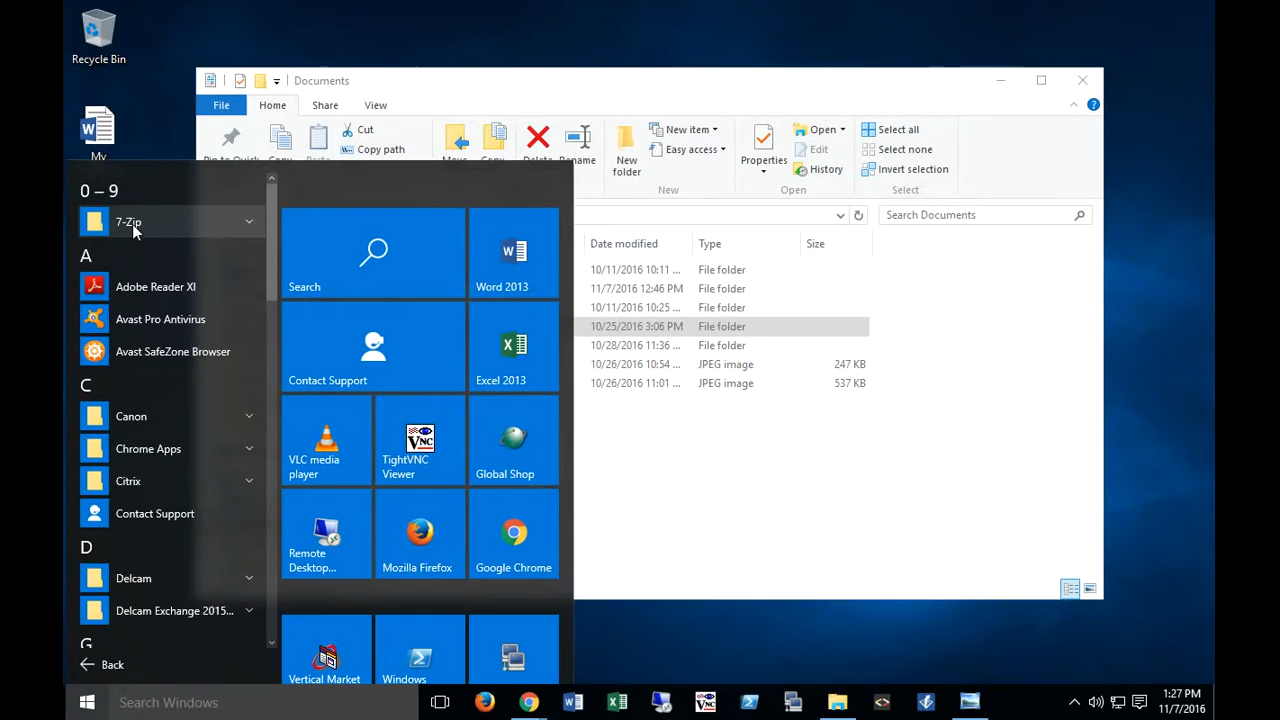 Recycle Bin
My
Documents
File
Home
Share
View
Cut
Copy path
New item
Easy access
New
folder
Properties
Open
Edit
History
Select all
Select none
Invert selection
New
Open
Select
Search Documents
Date modified
Type
Size
10/11/2016 10:11 ...
File folder
11/7/2016 12:46 PM
File folder
10/11/2016 10:25 ...
File folder
10/25/2016 3:06 PM
File folder
10/28/2016 11:36 ...
File folder
10/26/2016 10:54 ...
JPEG image
247 KB
10/26/2016 11:01 ...
JPEG image
537 KB
0 – 9
7-Zip
A
Adobe Reader XI
Avast Pro Antivirus
Avast SafeZone Browser
C
Canon
Chrome Apps
Citrix
Contact Support
D
Delcam
Delcam Exchange 2015...
G
Back
Search
Word 2013
Contact Support
Excel 2013
VLC media
player
VNC
TightVNC
Viewer
Global Shop
Remote
Desktop...
Mozilla Firefox
Google Chrome
Vertical Market
Windows
Search Windows
1:27 PM
11/7/2016